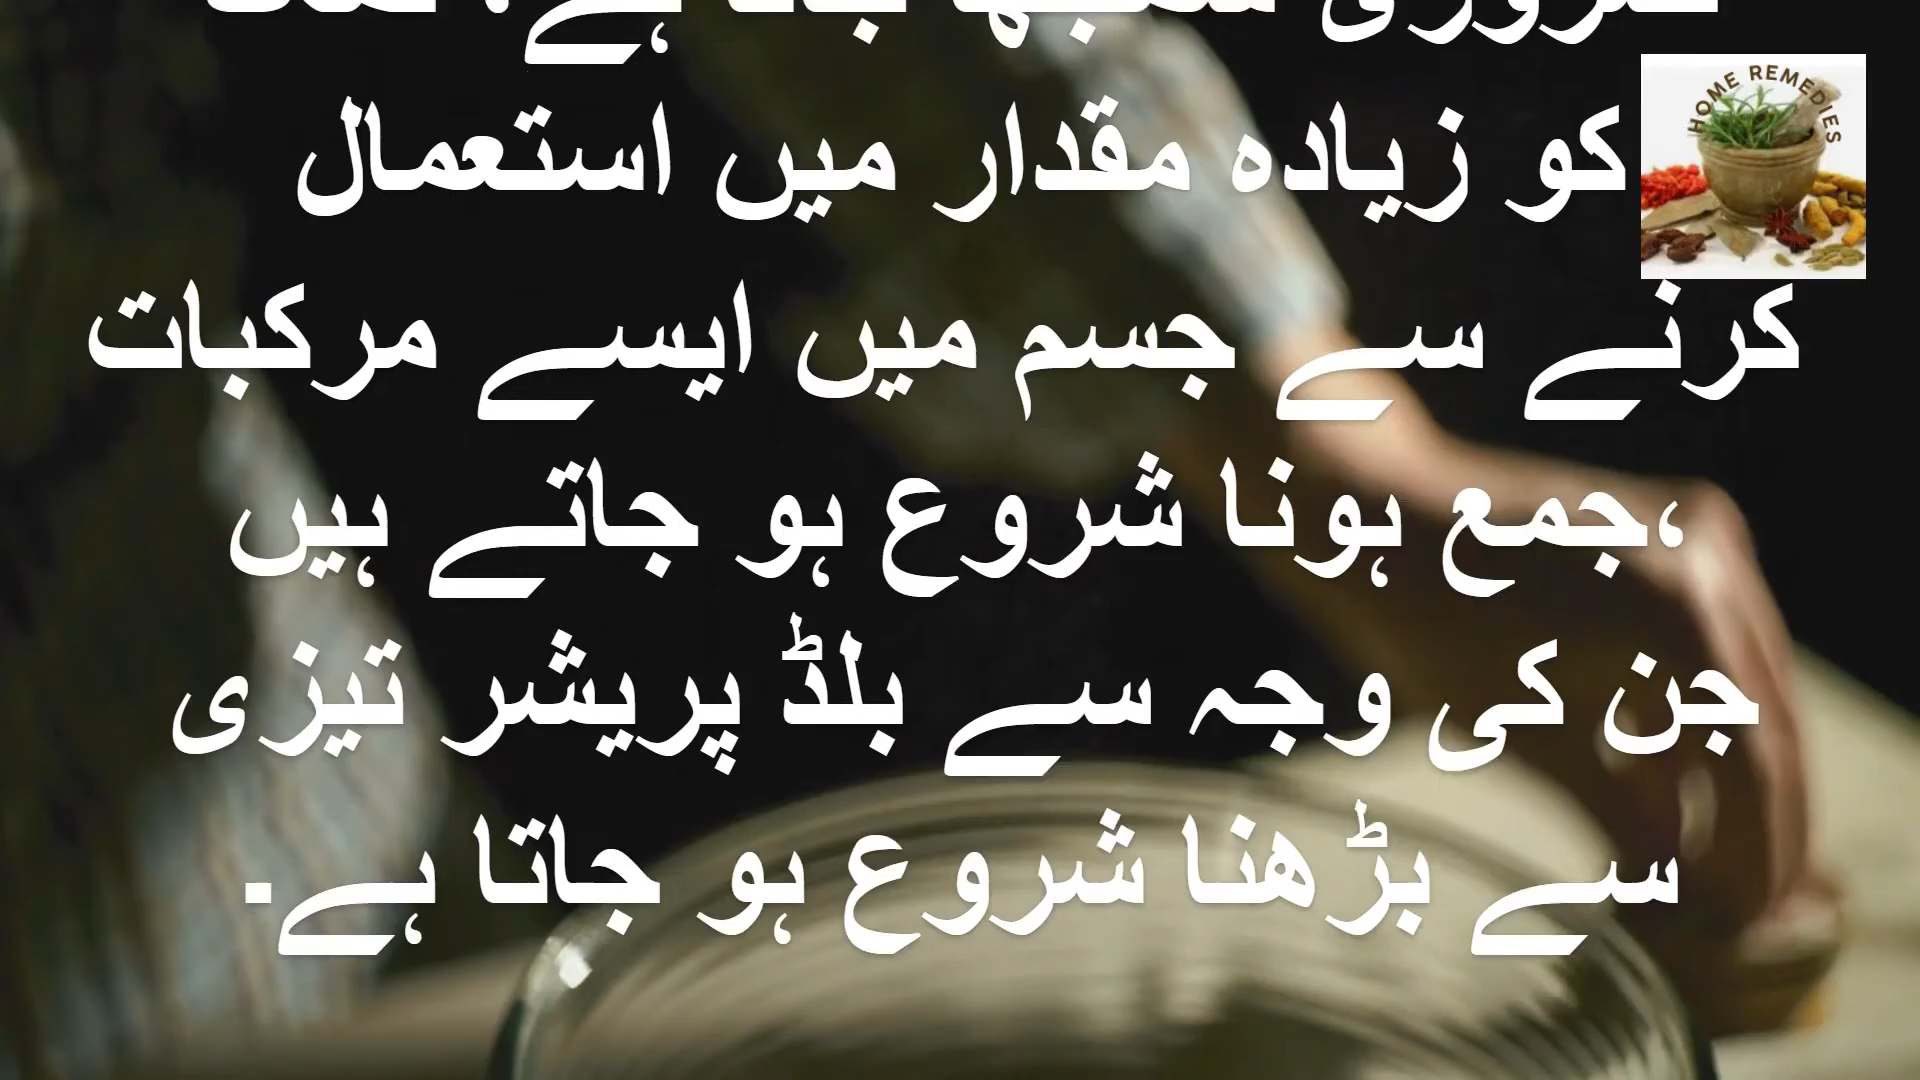 HOME REMEDIES
کو زیادہ مقدار میں استعمال
کرنے سے جسم میں ایسے مرکبات
جمع ہونا شروع ہو جاتے ہیں،
جن کی وجہ سے بلڈ پریشر تیزی
سے بڑھنا شروع ہو جاتا ہے۔